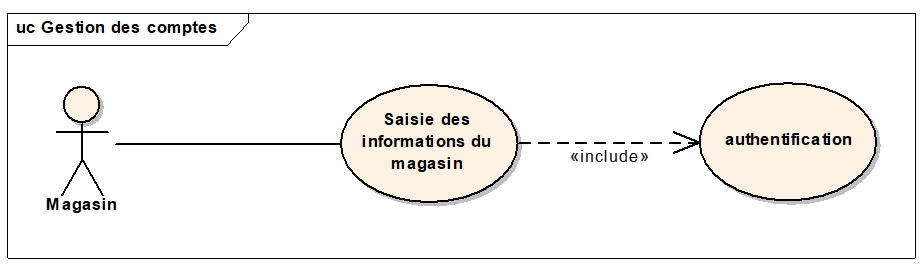 uc Gestion des comptes
Saisie des
informations du
magasin
authentification
«include»
Magasin